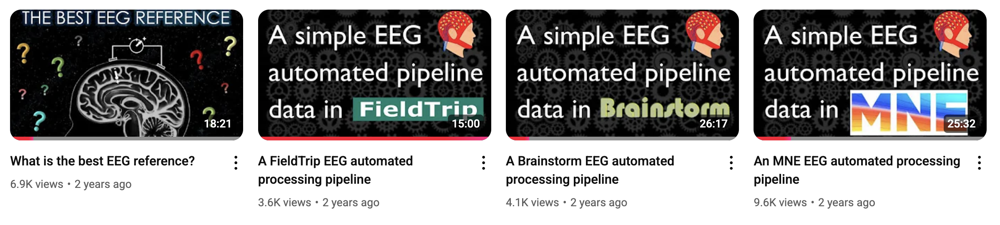 THE BEST EEG REFERENCE
? ? ? ? ? ? ? ? ?
- +
18:21
What is the best EEG reference?
6.9K views • 2 years ago
A simple EEG
automated pipeline
data in FieldTrip
15:00
A FieldTrip EEG automated
processing pipeline
3.6K views • 2 years ago
A simple EEG
automated pipeline
data in Brainstorm
26:17
A Brainstorm EEG automated
processing pipeline
4.1K views • 2 years ago
A simple EEG
automated pipeline
data in MNE
25:32
An MNE EEG automated processing
pipeline
9.6K views • 2 years ago